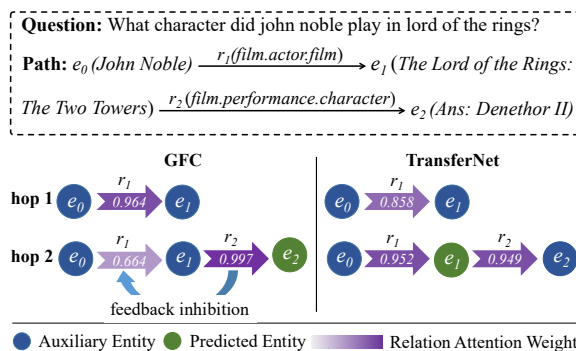 Question: What character did john noble play in lord of the rings?
Path: e0 (John Noble) r1(film.actor.film) e1 (The Lord of the Rings:
The Two Towers) r2 (film.performance.character) e2 (Ans: Denethor II)
GFC TransferNet
r1 r1
hop 1 e0 0.964 e1 e0 0.858 e1
r1 r2 r1 r2
hop 2 e0 0.664 e1 0.997 e2 e0 0.952 e1 0.949 e2
feedback inhibition
Auxiliary Entity Predicted Entity Relation Attention Weight